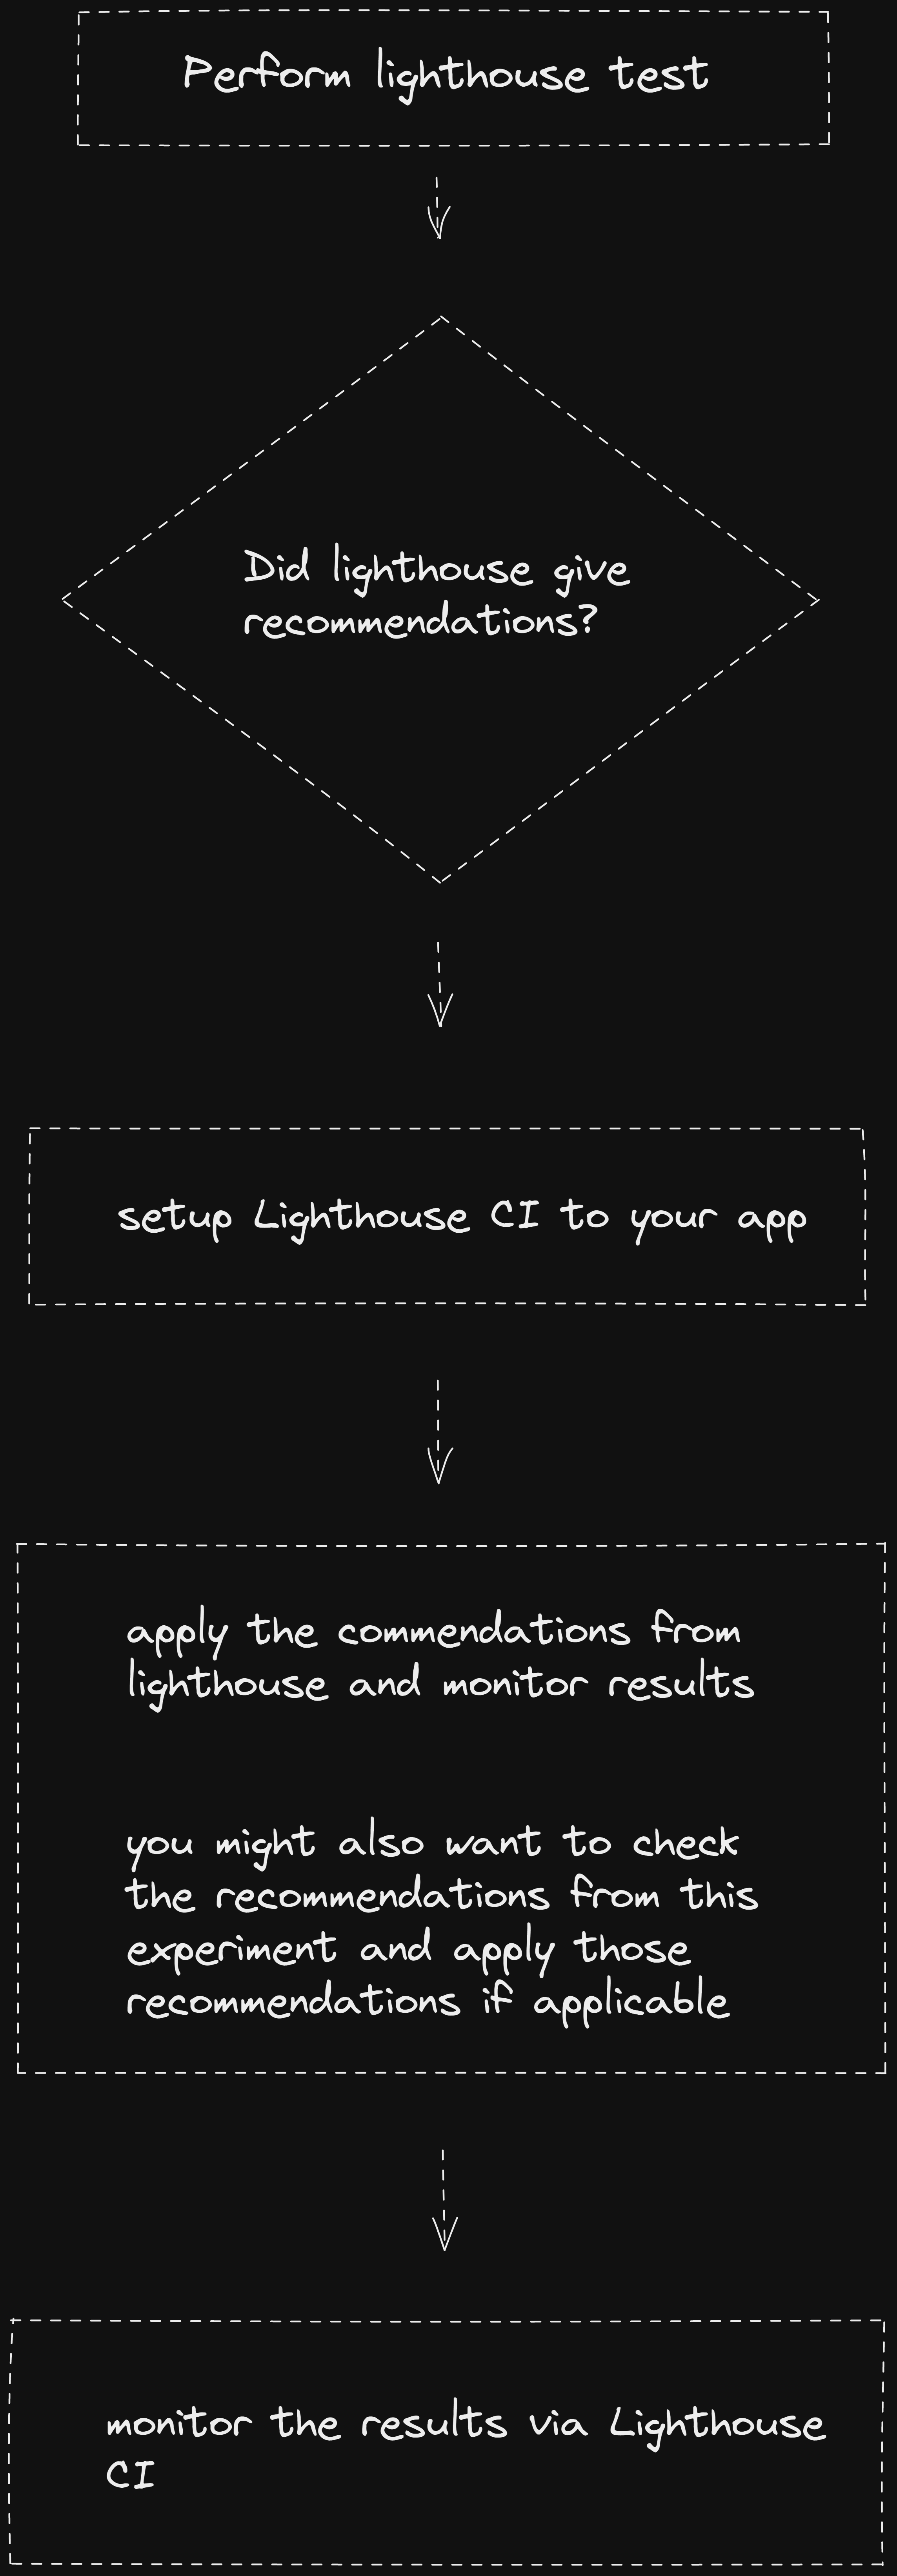 Perform lighthouse test
Did lighthouse give
recommendations?
setup Lighthouse CI to your app
apply the commendations from
lighthouse and monitor results
you might also want to check
the recommendations from this
experiment and apply those
recommendations if applicable
monitor the results via Lighthouse
CI